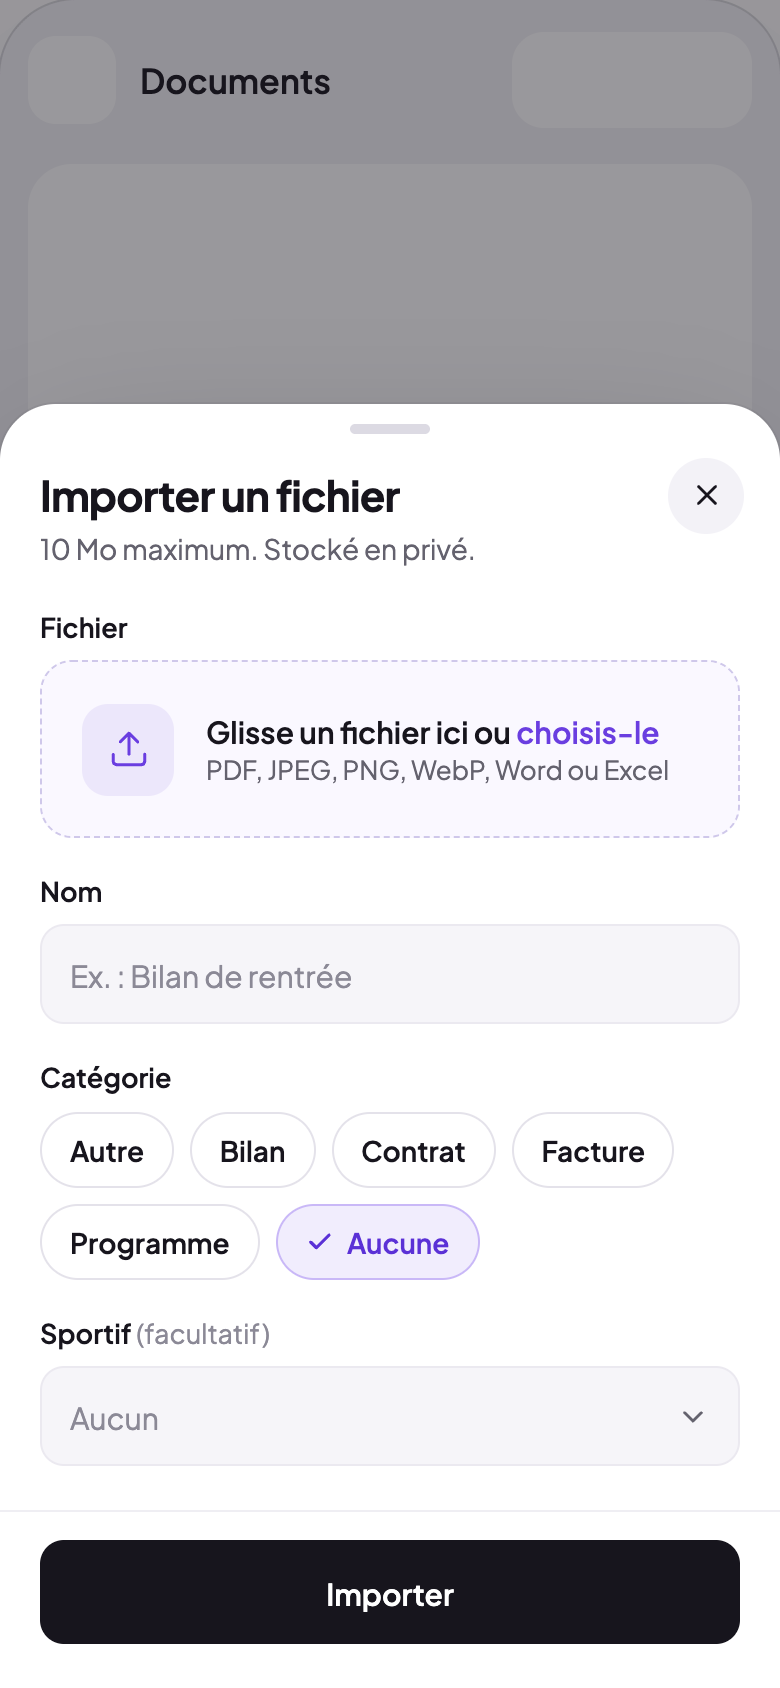 Documents
Importer un fichier
10 Mo maximum. Stocké en privé.
Fichier
Glisse un fichier ici ou choisis-le
PDF, JPEG, PNG, WebP, Word ou Excel
Nom
Ex. : Bilan de rentrée
Catégorie
Autre Bilan Contrat Facture
Programme Aucune
Sportif (facultatif)
Aucun
Importer